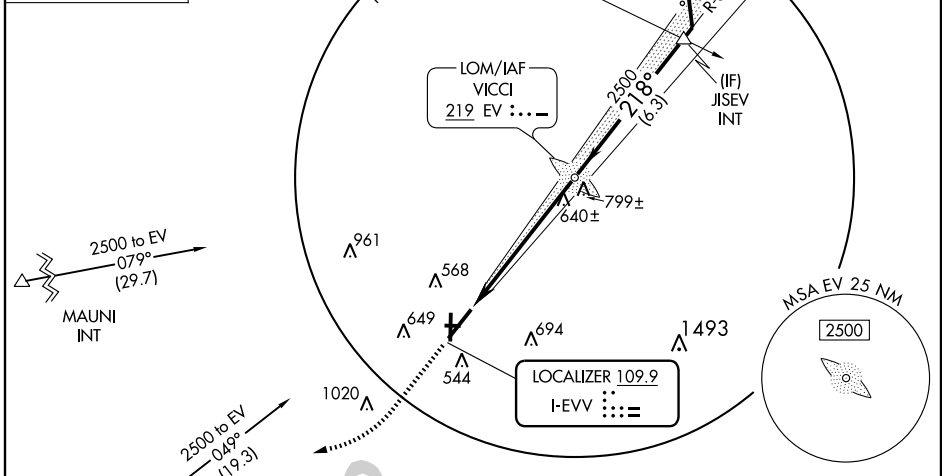 R-
(IF)
JISEV
INT
2500
218°
(6.3)
LOM/IAF
VICCI
219 EV
799±
640±
961
2500 to EV
079°
(29.7)
MAUNI
INT
568
649
694
1493
544
1020
LOCALIZER 109.9
I-EVV
MSA EV 25 NM
2500
2500 to EV
049°
(19.3)